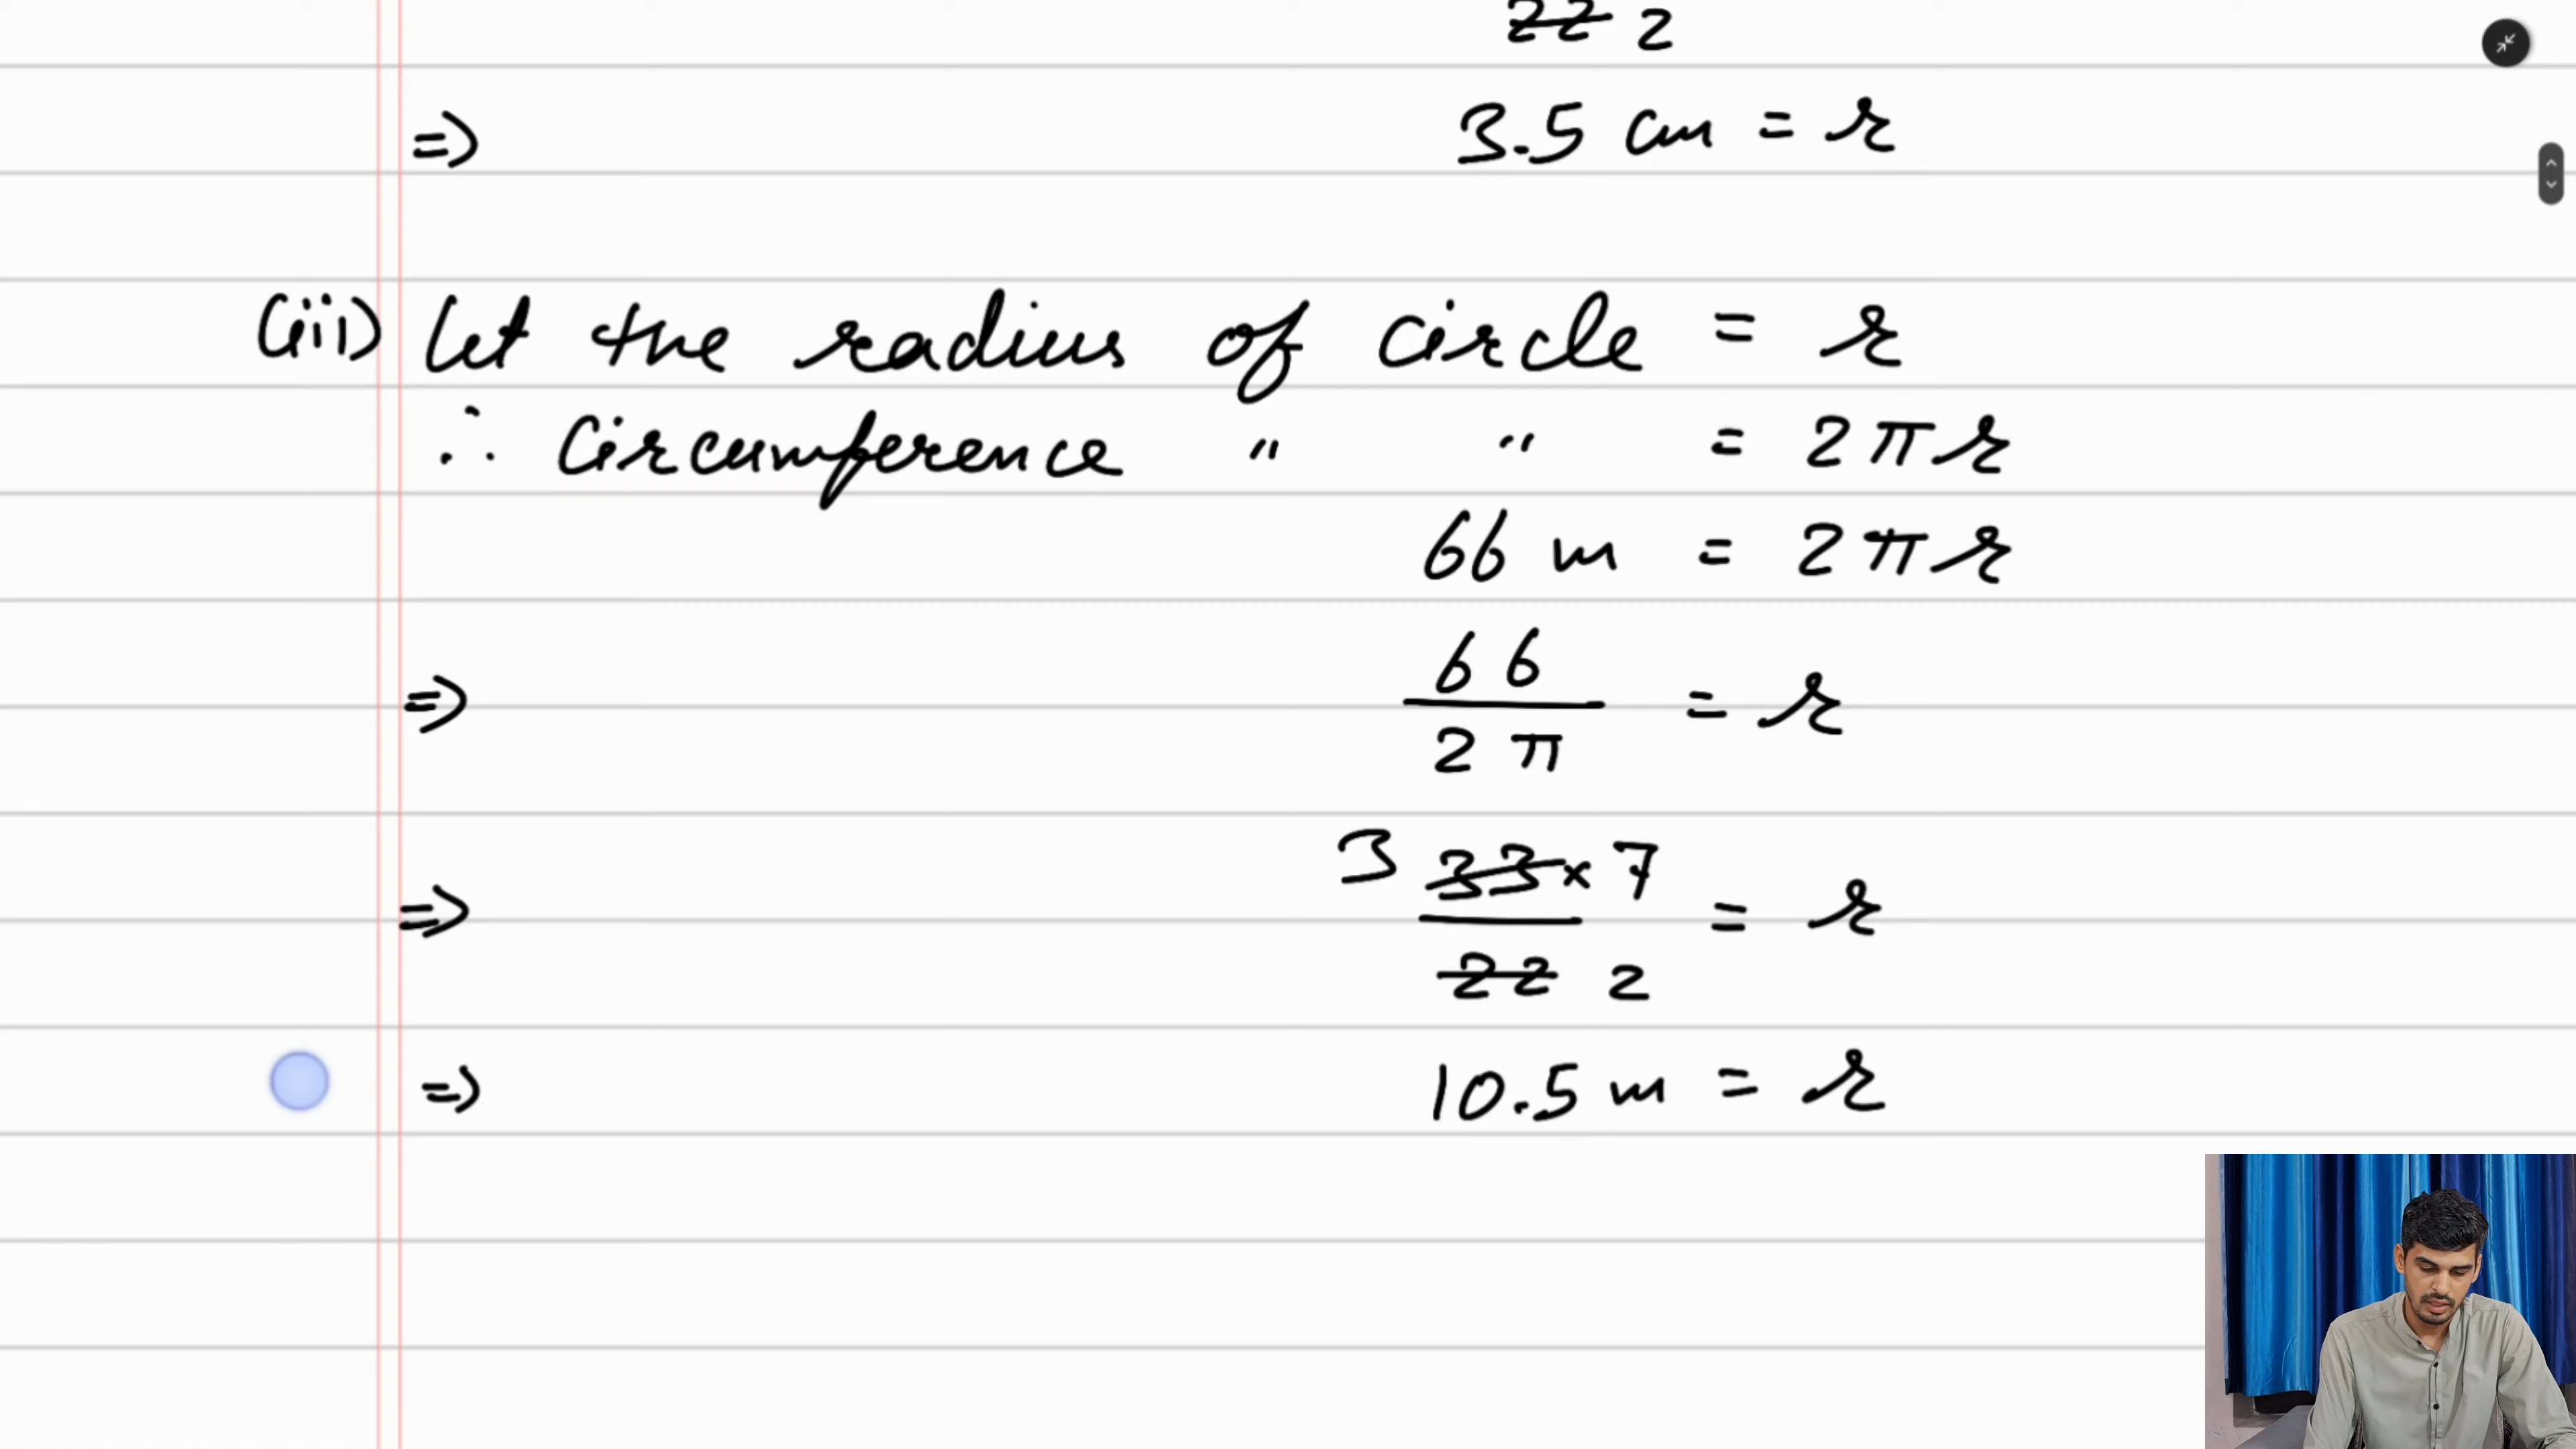 22 2
=> 3.5 cm = r
(ii) Let the radius of circle = r
∴ Circumference " " = 2πr
66 m = 2πr
=> 66/2π = r
=> 3 33×7/22 2 = r
=> 10.5 m = r